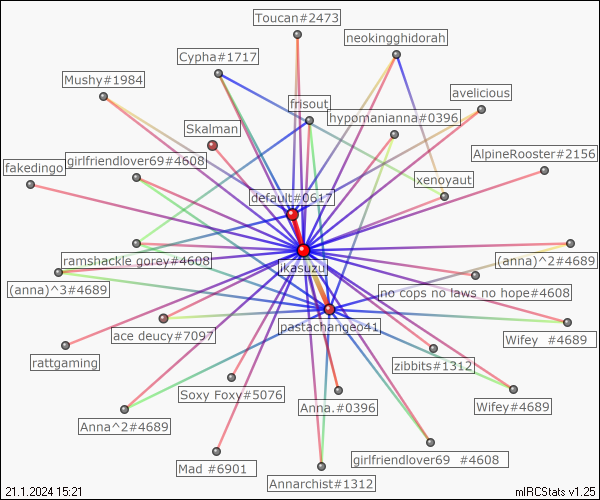 Toucan#2473
neokingghidorah
Cypha#1717
Mushy#1984
avelicious
frisout
hypomanianna#0396
Skalman
girlfriendlover69#4608
AlpineRooster#2156
fakedingo
xenoyaut
default#0617
ramshackle gorey#4608
(anna)^2#4689
ikasuzu
(anna)^3#4689
no cops no laws no hope#4608
pastachangeo41
ace deucy#7097
Wifey #4689
rattgaming
zibbits#1312
Soxy Foxy#5076
Anna.#0396
Wifey#4689
Anna^2#4689
girlfriendlover69 #4608
Mad #6901
Annarchist#1312
21.1.2024 15:21
mIRCStats v1.25